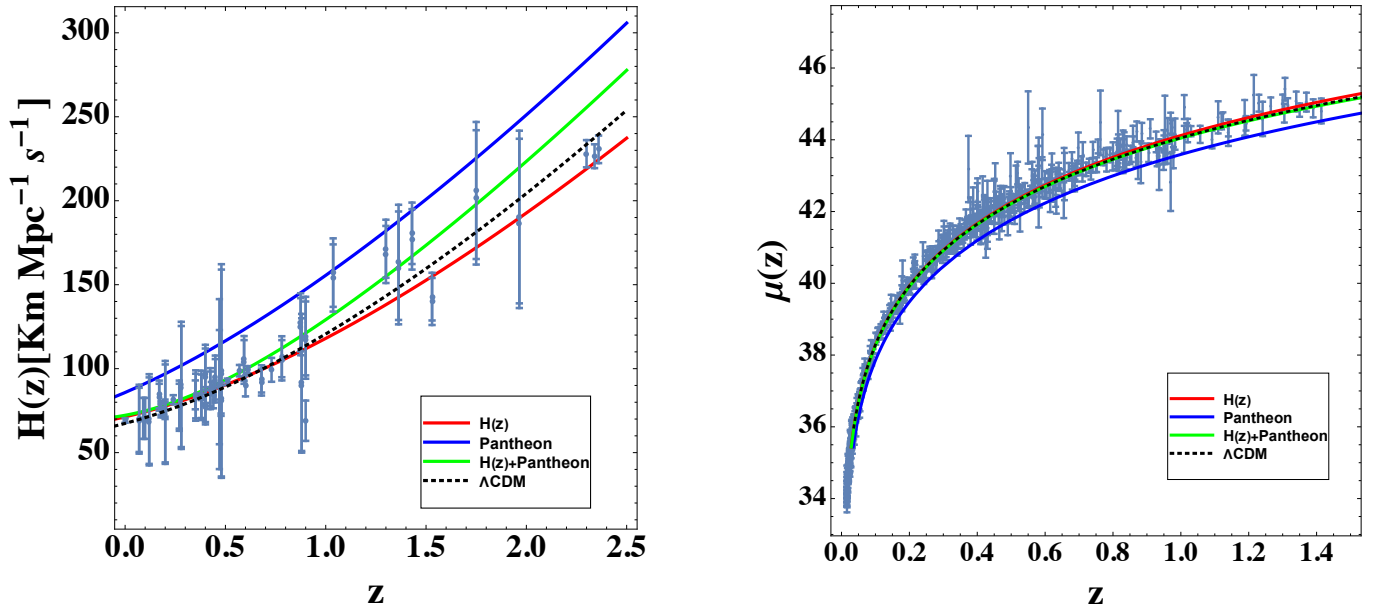 300
250
200
150
100
50
0.0 0.5 1.0 1.5 2.0 2.5
z
H(z)[Km Mpc⁻¹ s⁻¹]
H(z)
Pantheon
H(z)+Pantheon
ΛCDM
46
44
42
40
38
36
34
0.0 0.2 0.4 0.6 0.8 1.0 1.2 1.4
z
μ(z)
H(z)
Pantheon
H(z)+Pantheon
ΛCDM